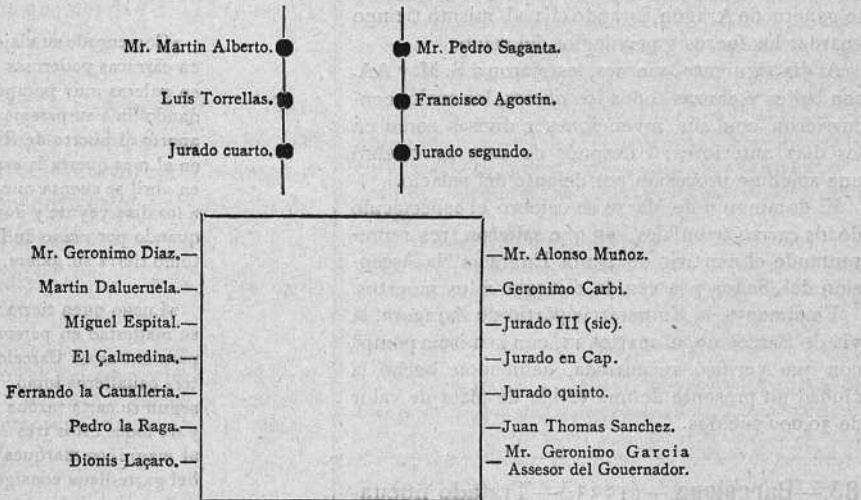 Mr. Martin Alberto.
Mr. Pedro Saganta.
Luis Torrellas.
Francisco Agostin.
Jurado cuarto.
Jurado segundo.
Mr. Geronimo Diaz.—
—Mr. Alonso Muñoz.
Martin Dalueruela.—
—Geronimo Carbi.
Miguel Espital.—
—Jurado III (sic).
El Çalmedina.—
—Jurado en Cap.
Ferrando la Cauallería.—
—Jurado quinto.
Pedro la Raga.—
—Juan Thomas Sanchez.
Dionis Laçaro.—
—Mr. Geronimo Garcia
Assesor del Gouernador.